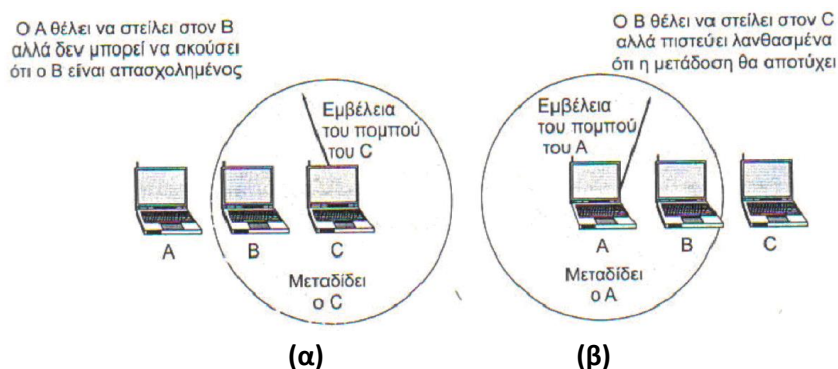 Ο Α θέλει να στείλει στον Β
αλλά δεν μπορεί να ακούσει
ότι ο Β είναι απασχολημένος
Εμβέλεια
του πομπού
του C
A
B
C
Μεταδίδει
ο C
(α)
Ο Β θέλει να στείλει στον C
αλλά πιστεύει λανθασμένα
ότι η μετάδοση θα αποτύχει
Εμβέλεια
του πομπού
του Α
A
B
C
Μεταδίδει
ο Α
(β)